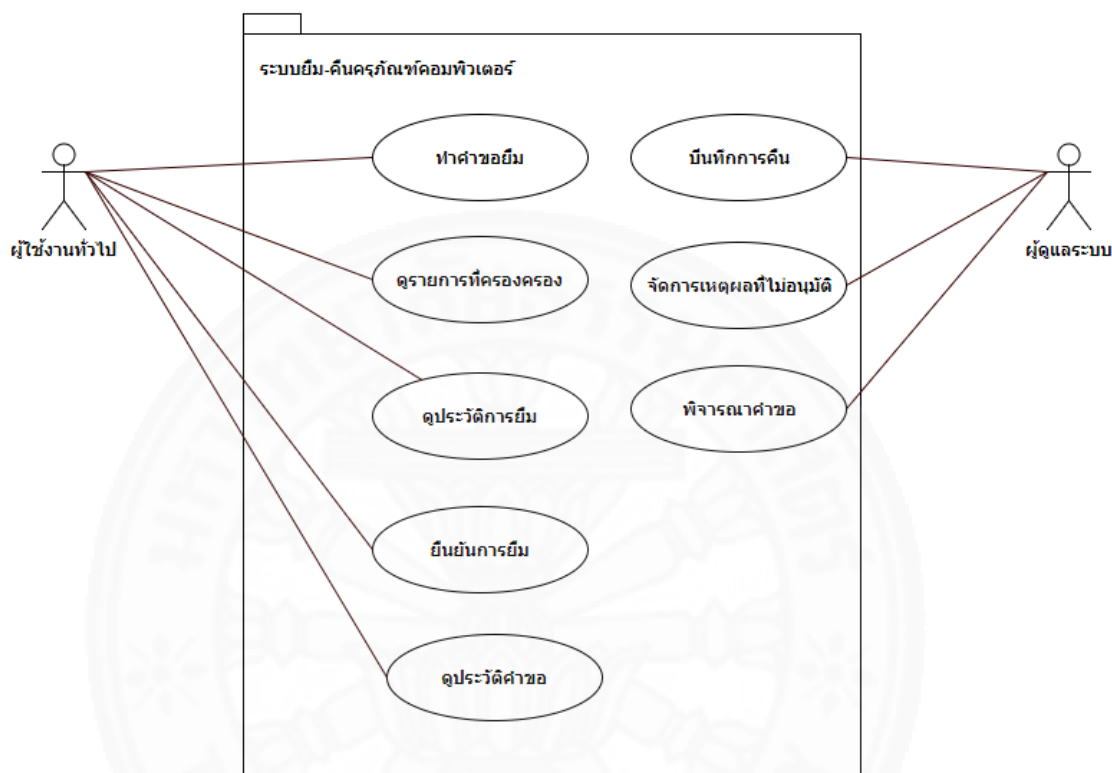 ระบบยืม-คืนครุภัณฑ์คอมพิวเตอร์
ทำคำขอยืม
บันทึกการคืน
ผู้ใช้งานทั่วไป
ผู้ดูแลระบบ
ดูรายการที่ครองครอง
จัดการเหตุผลที่ไม่อนุมัติ
ดูประวัติการยืม
พิจารณาคำขอ
ยืนยันการยืม
ดูประวัติคำขอ